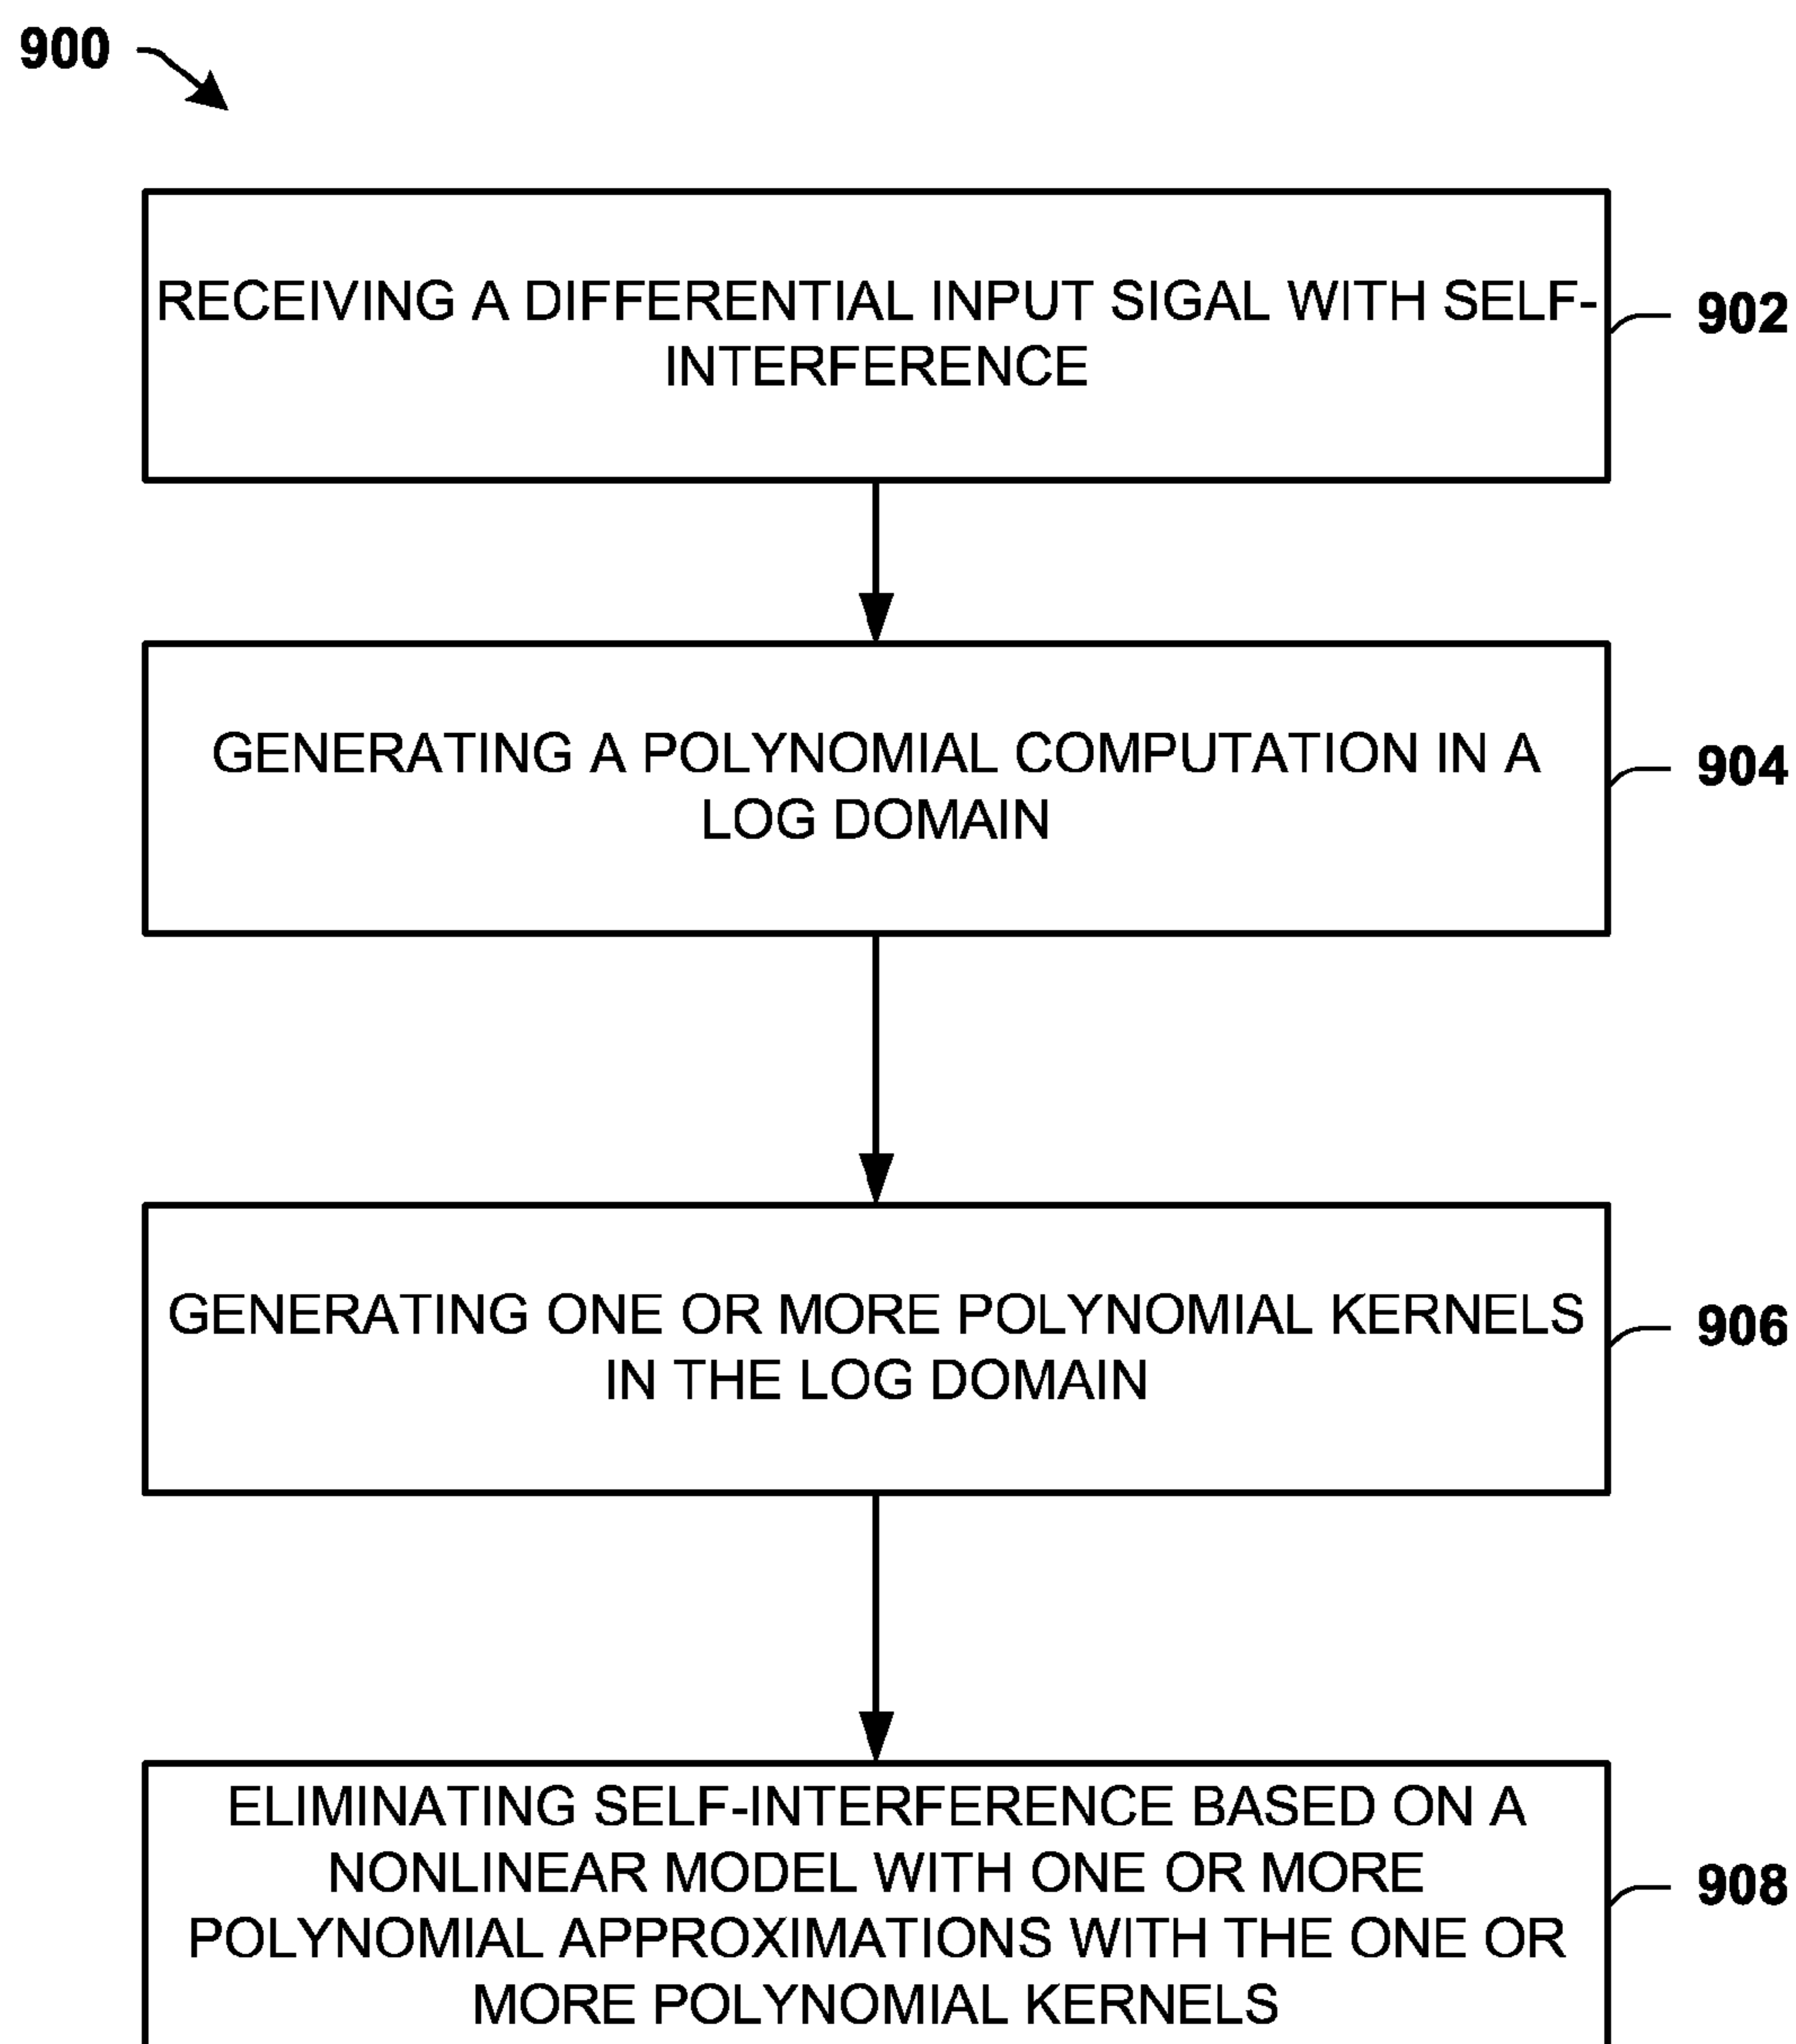 900
RECEIVING A DIFFERENTIAL INPUT SIGAL WITH SELF-
INTERFERENCE
902
GENERATING A POLYNOMIAL COMPUTATION IN A
LOG DOMAIN
904
GENERATING ONE OR MORE POLYNOMIAL KERNELS
IN THE LOG DOMAIN
906
ELIMINATING SELF-INTERFERENCE BASED ON A
NONLINEAR MODEL WITH ONE OR MORE
POLYNOMIAL APPROXIMATIONS WITH THE ONE OR
MORE POLYNOMIAL KERNELS
908